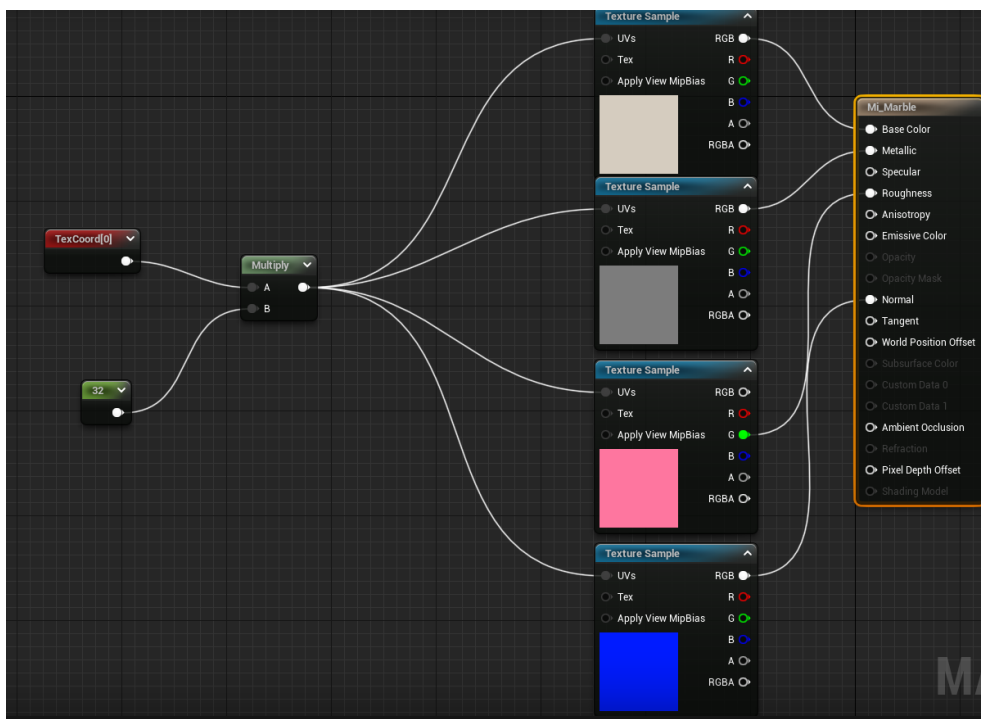 TexCoord[0]
32
Multiply
A
B
Texture Sample
UVs RGB
Tex R
Apply View MipBias G
B
A
RGBA
Texture Sample
UVs RGB
Tex R
Apply View MipBias G
B
A
RGBA
Texture Sample
UVs RGB
Tex R
Apply View MipBias G
B
A
RGBA
Texture Sample
UVs RGB
Tex R
Apply View MipBias G
B
A
RGBA
Mi_Marble
Base Color
Metallic
Specular
Roughness
Anisotropy
Emissive Color
Opacity
Opacity Mask
Normal
Tangent
World Position Offset
Subsurface Color
Custom Data 0
Custom Data 1
Ambient Occlusion
Refraction
Pixel Depth Offset
Shading Model